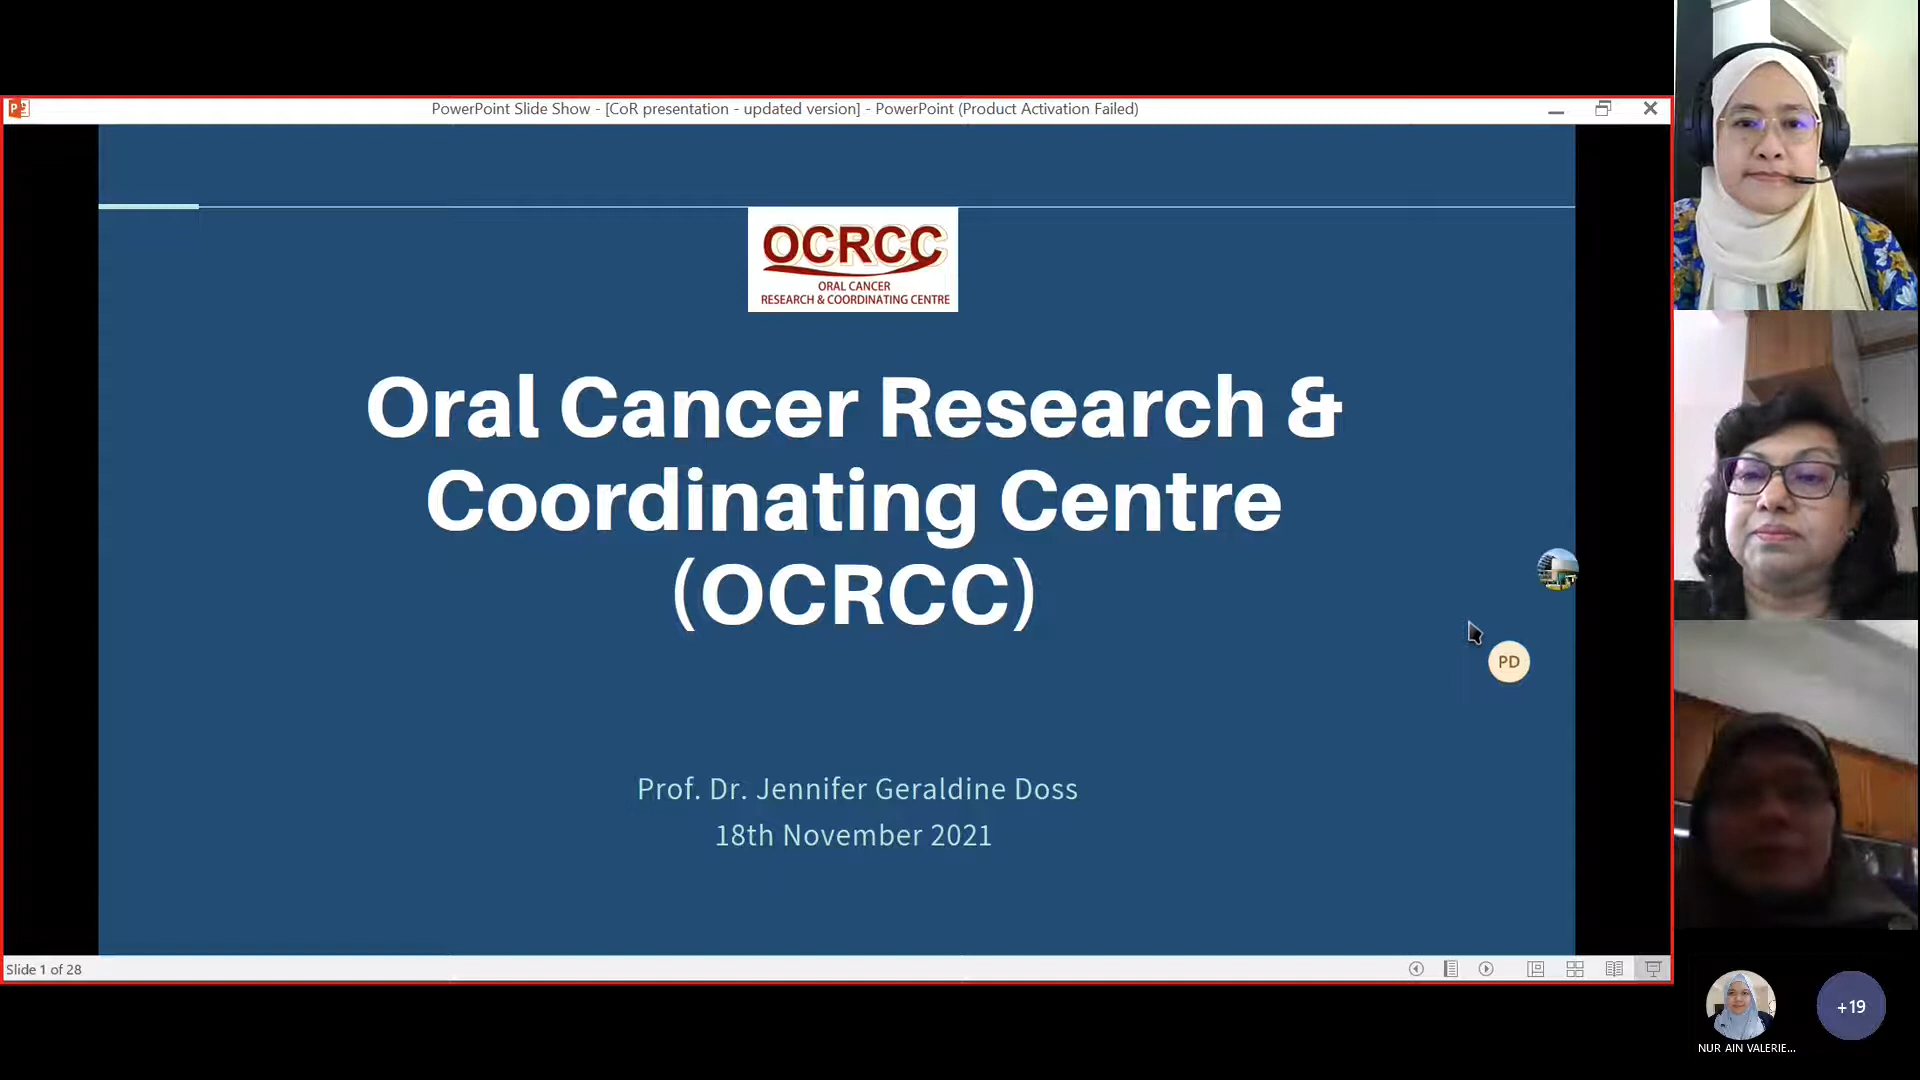 PowerPoint Slide Show - [CoR presentation - updated version] - PowerPoint (Product Activation Failed)
OCRCC
ORAL CANCER
RESEARCH & COORDINATING CENTRE
Oral Cancer Research &
Coordinating Centre
(OCRCC)
PD
Prof. Dr. Jennifer Geraldine Doss
18th November 2021
Slide 1 of 28
+19
NUR AIN VALERIE...